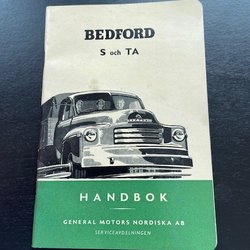 BEDFORD
S och TA
HANDBOK
GENERAL MOTORS NORDISKA AB
SERVICEAVDELNINGEN